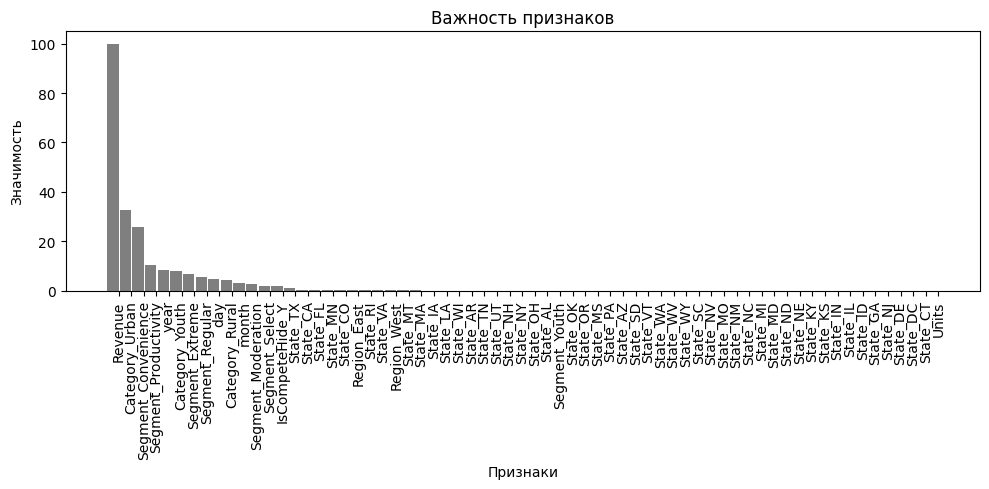 Важность признаков
Значимость
100
80
60
40
20
0
Revenue
Category_Urban
Segment_Convenience
Segment_Productivity
year
Category_Youth
Segment_Extreme
Segment_Regular
day
Category_Rural
month
Segment_Moderation
Segment_Select
IsCompeteHide_Y
State_TX
State_CA
State_FL
State_MN
State_CO
Region_East
State_RI
State_VA
Region_West
State_MT
State_MA
State_IA
State_LA
State_WI
State_AR
State_TN
State_UT
State_NH
State_NY
State_OH
State_AL
Segment_Youth
State_OK
State_OR
State_MS
State_PA
State_AZ
State_SD
State_VT
State_WA
State_WV
State_WY
State_SC
State_NV
State_MO
State_NM
State_NC
State_MI
State_MD
State_ND
State_NE
State_KY
State_KS
State_IN
State_IL
State_ID
State_GA
State_NJ
State_DE
State_DC
State_CT
Units
Признаки